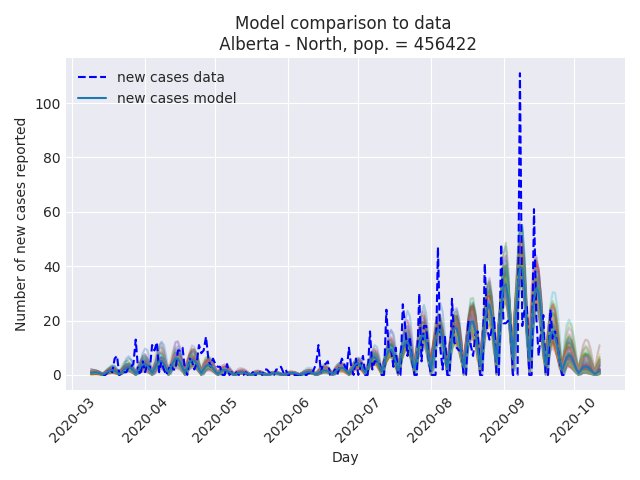 Model comparison to data
Alberta - North, pop. = 456422
new cases data
new cases model
Number of new cases reported
100
80
60
40
20
0
2020-03
2020-04
2020-05
2020-06
2020-07
2020-08
2020-09
2020-10
Day